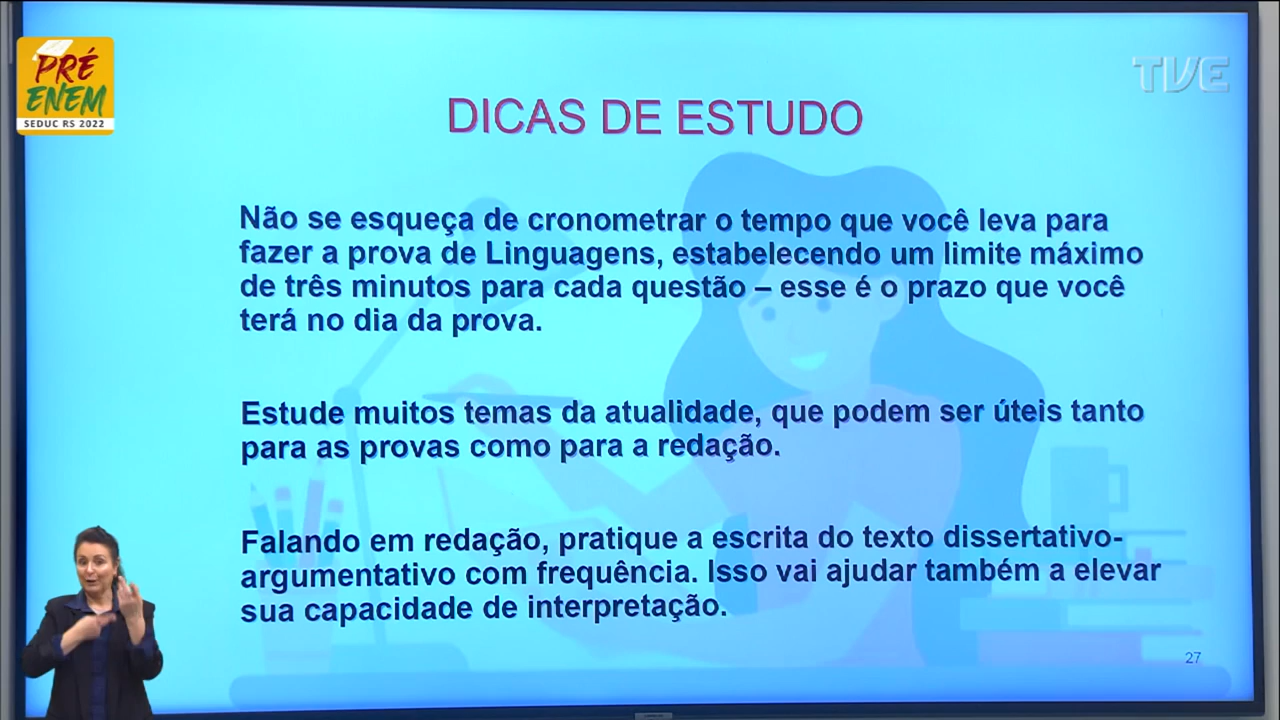 PRÉ
ENEM
SEDUC RS 2022
TVE
DICAS DE ESTUDO
Não se esqueça de cronometrar o tempo que você leva para
fazer a prova de Linguagens, estabelecendo um limite máximo
de três minutos para cada questão – esse é o prazo que você
terá no dia da prova.
Estude muitos temas da atualidade, que podem ser úteis tanto
para as provas como para a redação.
Falando em redação, pratique a escrita do texto dissertativo-
argumentativo com frequência. Isso vai ajudar também a elevar
sua capacidade de interpretação.
27